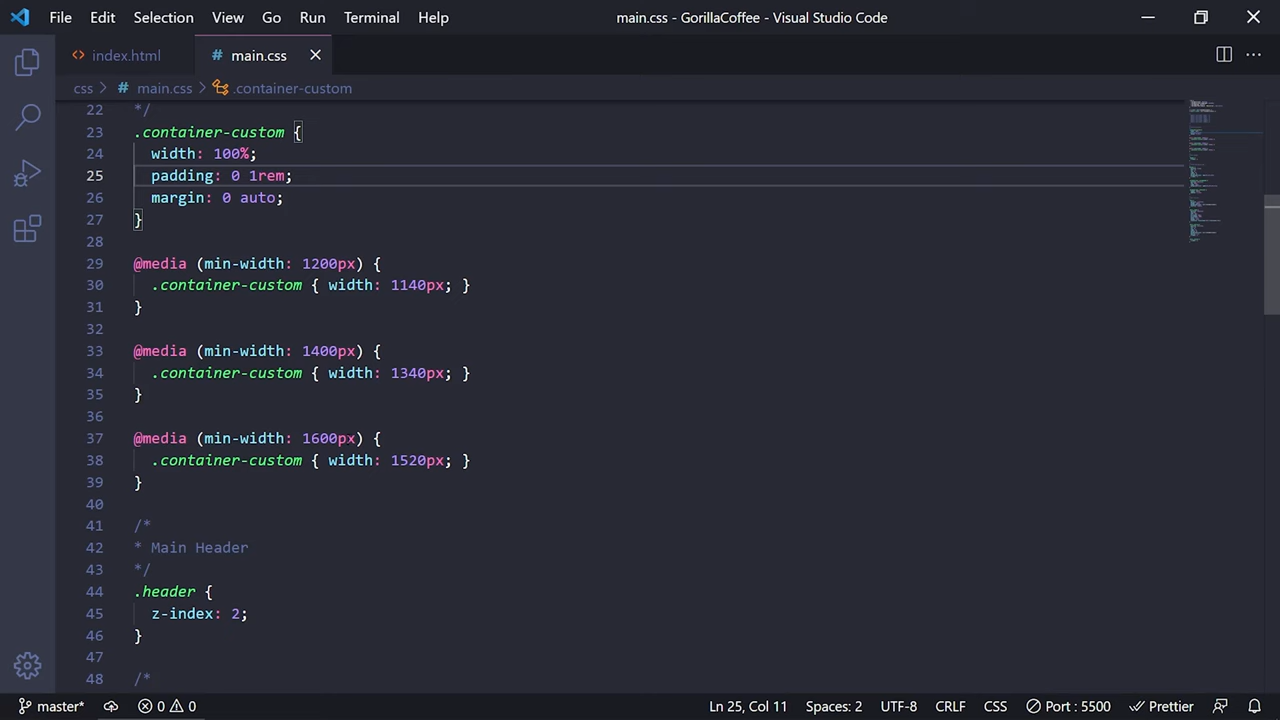 File Edit Selection View Go Run Terminal Help main.css - GorillaCoffee - Visual Studio Code
index.html # main.css
css > # main.css > .container-custom
22 */
23 .container-custom {
24 width: 100%;
25 padding: 0 1rem;
26 margin: 0 auto;
27 }
28
29 @media (min-width: 1200px) {
30 .container-custom { width: 1140px; }
31 }
32
33 @media (min-width: 1400px) {
34 .container-custom { width: 1340px; }
35 }
36
37 @media (min-width: 1600px) {
38 .container-custom { width: 1520px; }
39 }
40
41 /*
42 * Main Header
43 */
44 .header {
45 z-index: 2;
46 }
47
48 /*
master* 0 0 Ln 25, Col 11 Spaces: 2 UTF-8 CRLF CSS Port : 5500 Prettier